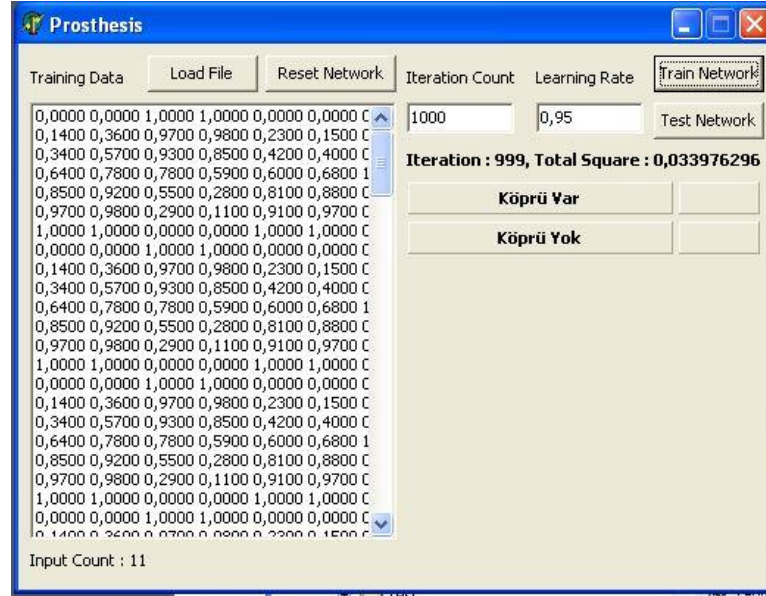 Prosthesis
Training Data
Load File
Reset Network
Iteration Count
Learning Rate
Train Network
1000
0,95
Test Network
Iteration : 999, Total Square : 0,033976296
Köprü Var
Köprü Yok
0,0000 0,0000 1,0000 1,0000 0,0000 0,0000
0,1400 0,3600 0,9700 0,9800 0,2300 0,1500
0,3400 0,5700 0,9300 0,8500 0,4200 0,4000
0,6400 0,7800 0,7800 0,5900 0,6000 0,6800 1
0,8500 0,9200 0,5500 0,2800 0,8100 0,8800
0,9700 0,9800 0,2900 0,1100 0,9100 0,9700
1,0000 1,0000 0,0000 0,0000 1,0000 1,0000
0,0000 0,0000 1,0000 1,0000 0,0000 0,0000
0,1400 0,3600 0,9700 0,9800 0,2300 0,1500
0,3400 0,5700 0,9300 0,8500 0,4200 0,4000
0,6400 0,7800 0,7800 0,5900 0,6000 0,6800 1
0,8500 0,9200 0,5500 0,2800 0,8100 0,8800
0,9700 0,9800 0,2900 0,1100 0,9100 0,9700
1,0000 1,0000 0,0000 0,0000 1,0000 1,0000
0,0000 0,0000 1,0000 1,0000 0,0000 0,0000
0,1400 0,3600 0,9700 0,9800 0,2300 0,1500
0,3400 0,5700 0,9300 0,8500 0,4200 0,4000
0,6400 0,7800 0,7800 0,5900 0,6000 0,6800 1
0,8500 0,9200 0,5500 0,2800 0,8100 0,8800
0,9700 0,9800 0,2900 0,1100 0,9100 0,9700
1,0000 1,0000 0,0000 0,0000 1,0000 1,0000
0,0000 0,0000 1,0000 1,0000 0,0000 0,0000
Input Count : 11